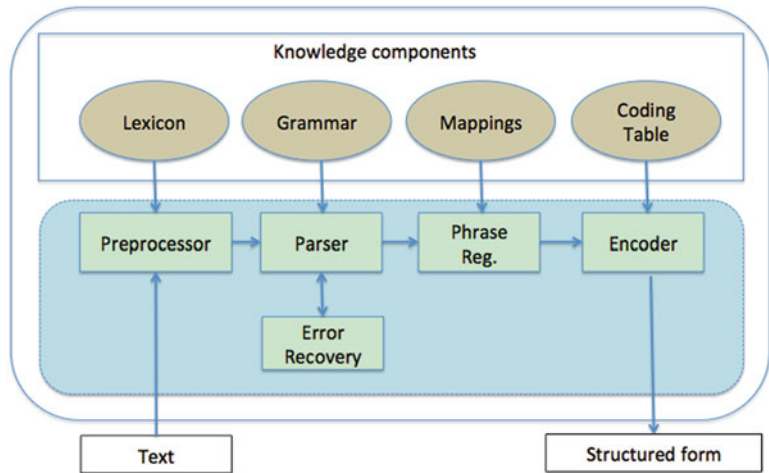 Knowledge components
Lexicon
Grammar
Mappings
Coding
Table
Preprocessor
Parser
Phrase
Reg.
Encoder
Error
Recovery
Text
Structured form